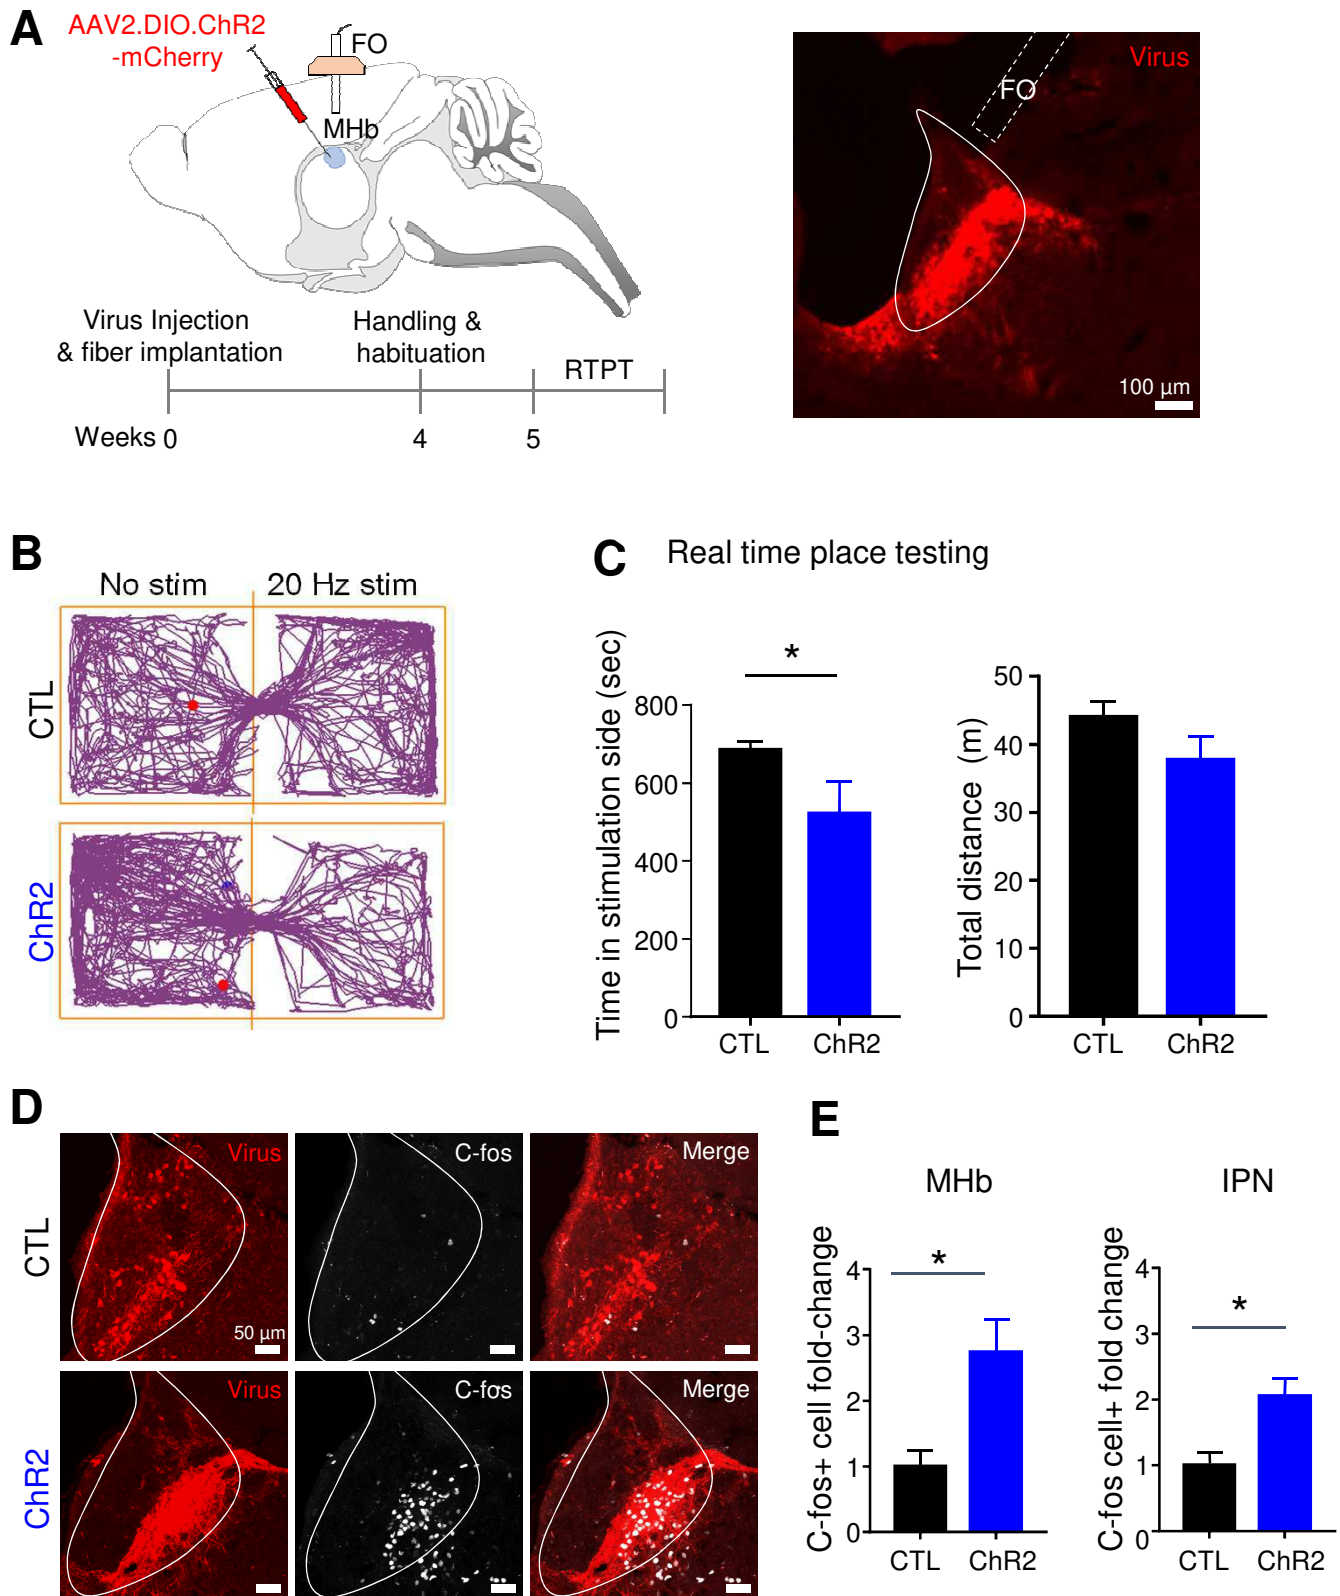 A
AAV2.DIO.ChR2
-mCherry
FO
MHb
Virus Injection
& fiber implantation
Handling &
habituation
RTPT
Weeks 0
4
5
Virus
FO
100 µm
B
No stim
20 Hz stim
CTL
ChR2
C
Real time place testing
*
Time in stimulation side (sec)
800
600
400
200
0
CTL
ChR2
Total distance (m)
50
40
30
20
10
0
CTL
ChR2
D
CTL
Virus
50 µm
C-fos
Merge
ChR2
Virus
C-fos
Merge
E
MHb
*
C-fos+ cell fold-change
4
3
2
1
0
CTL
ChR2
IPN
*
C-fos cell+ fold change
4
3
2
1
0
CTL
ChR2